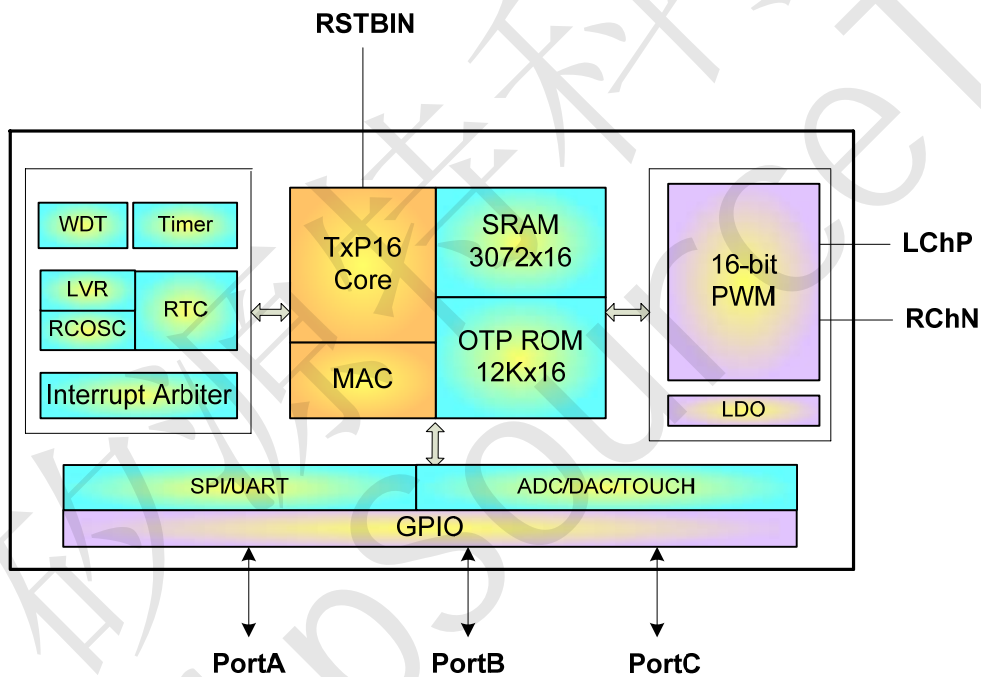 RSTBIN
WDT
Timer
LVR
RCOSC
RTC
Interrupt Arbiter
TxP16
Core
MAC
SRAM
3072x16
OTP ROM
12Kx16
16-bit
PWM
LDO
LChP
RChN
SPI/UART
ADC/DAC/TOUCH
GPIO
PortA
PortB
PortC